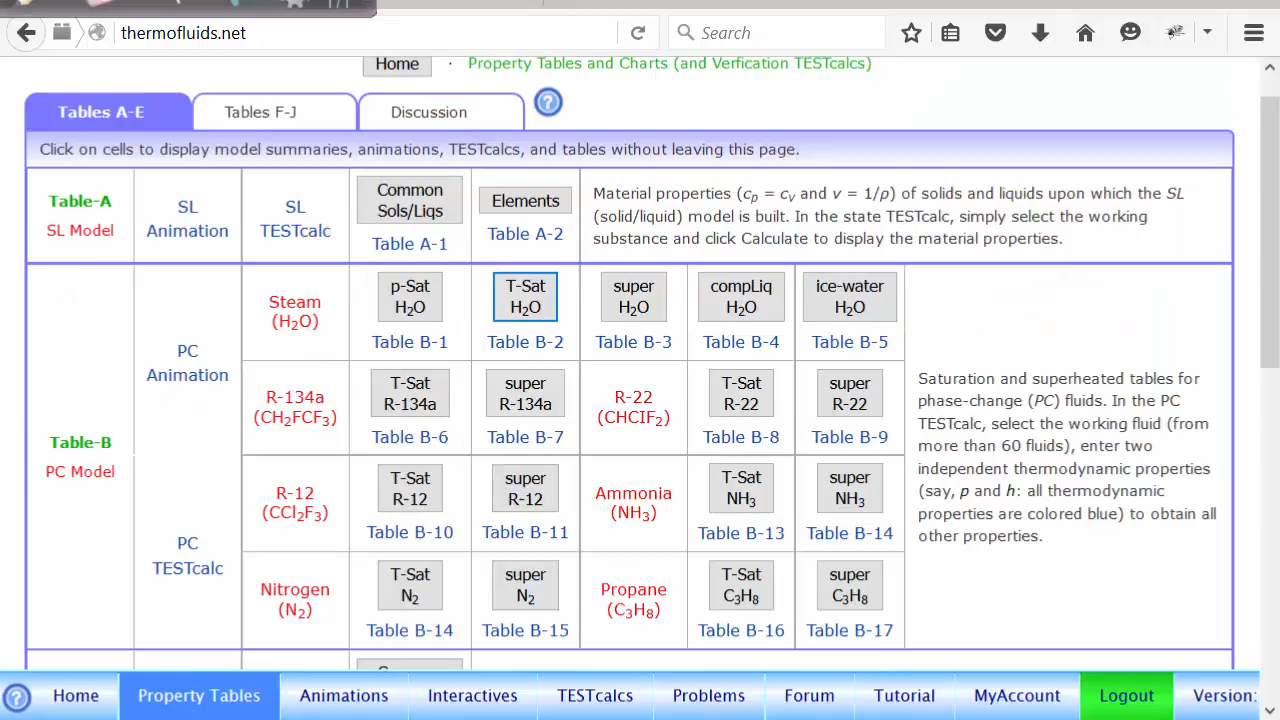 thermofluids.net
Search
Home · Property Tables and Charts (and Verfication TESTcalcs)
Tables A-E
Tables F-J
Discussion
?
Click on cells to display model summaries, animations, TESTcalcs, and tables without leaving this page.
Table-A
SL Model
SL
Animation
SL
TESTcalc
Common
Sols/Liqs
Table A-1
Elements
Table A-2
Material properties (cp = cv and v = 1/ρ) of solids and liquids upon which the SL
(solid/liquid) model is built. In the state TESTcalc, simply select the working
substance and click Calculate to display the material properties.
Table-B
PC Model
PC
Animation
PC
TESTcalc
Steam
(H2O)
p-Sat
H2O
Table B-1
T-Sat
H2O
Table B-2
super
H2O
Table B-3
compLiq
H2O
Table B-4
ice-water
H2O
Table B-5
R-134a
(CH2FCF3)
T-Sat
R-134a
Table B-6
super
R-134a
Table B-7
R-22
(CHCIF2)
T-Sat
R-22
Table B-8
super
R-22
Table B-9
R-12
(CCl2F3)
T-Sat
R-12
Table B-10
super
R-12
Table B-11
Ammonia
(NH3)
T-Sat
NH3
Table B-13
super
NH3
Table B-14
Nitrogen
(N2)
T-Sat
N2
Table B-14
super
N2
Table B-15
Propane
(C3H8)
T-Sat
C3H8
Table B-16
super
C3H8
Table B-17
Saturation and superheated tables for
phase-change (PC) fluids. In the PC
TESTcalc, select the working fluid (from
more than 60 fluids), enter two
independent thermodynamic properties
(say, p and h: all thermodynamic
properties are colored blue) to obtain all
other properties.
? Home Property Tables Animations Interactives TESTcalcs Problems Forum Tutorial MyAccount Logout Version: